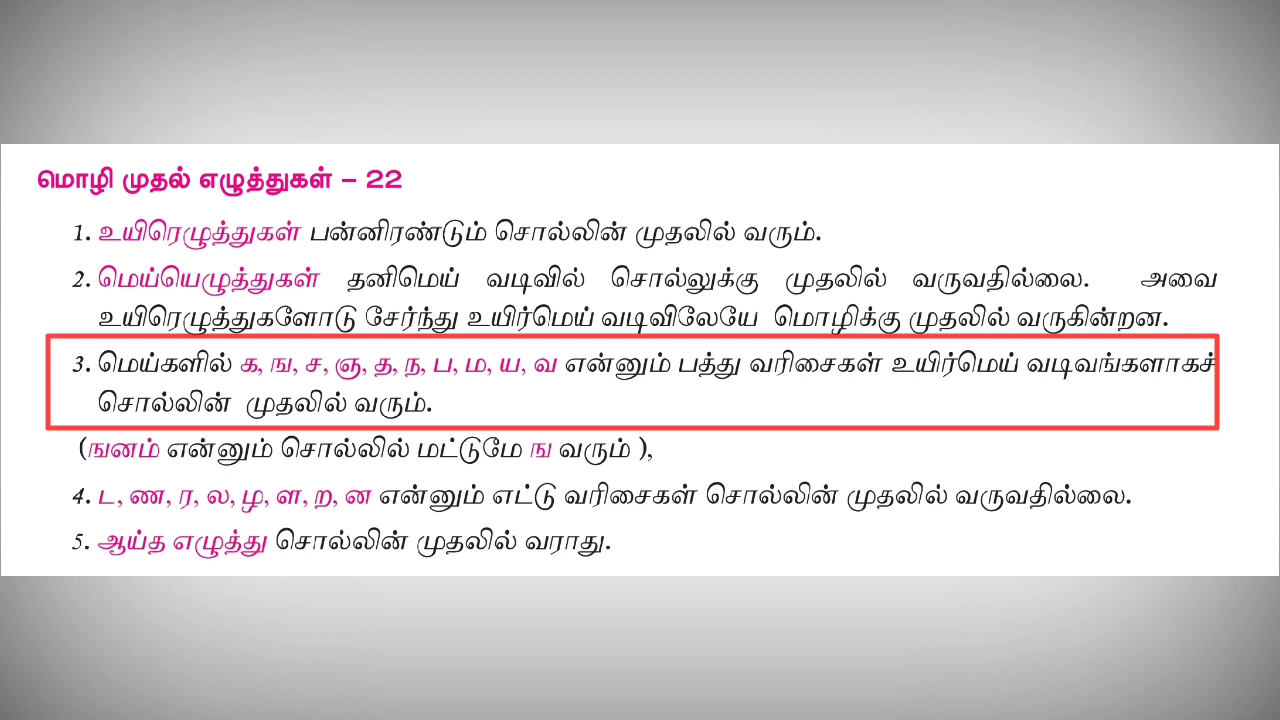 மொழி முதல் எழுத்துகள் – 22
1. உயிரெழுத்துகள் பன்னிரண்டும் சொல்லின் முதலில் வரும்.
2. மெய்யெழுத்துகள் தனிமெய் வடிவில் சொல்லுக்கு முதலில் வருவதில்லை. அவை
உயிரெழுத்துகளோடு சேர்ந்து உயிர்மெய் வடிவிலேயே மொழிக்கு முதலில் வருகின்றன.
3. மெய்களில் க, ங, ச, ஞ, த, ந, ப, ம, ய, வ என்னும் பத்து வரிசைகள் உயிர்மெய் வடிவங்களாகச்
சொல்லின் முதலில் வரும்.
(ஙனம் என்னும் சொல்லில் மட்டுமே ங வரும் ),
4. ட, ண, ர, ல, ழ, ள, ற, ன என்னும் எட்டு வரிசைகள் சொல்லின் முதலில் வருவதில்லை.
5. ஆய்த எழுத்து சொல்லின் முதலில் வராது.